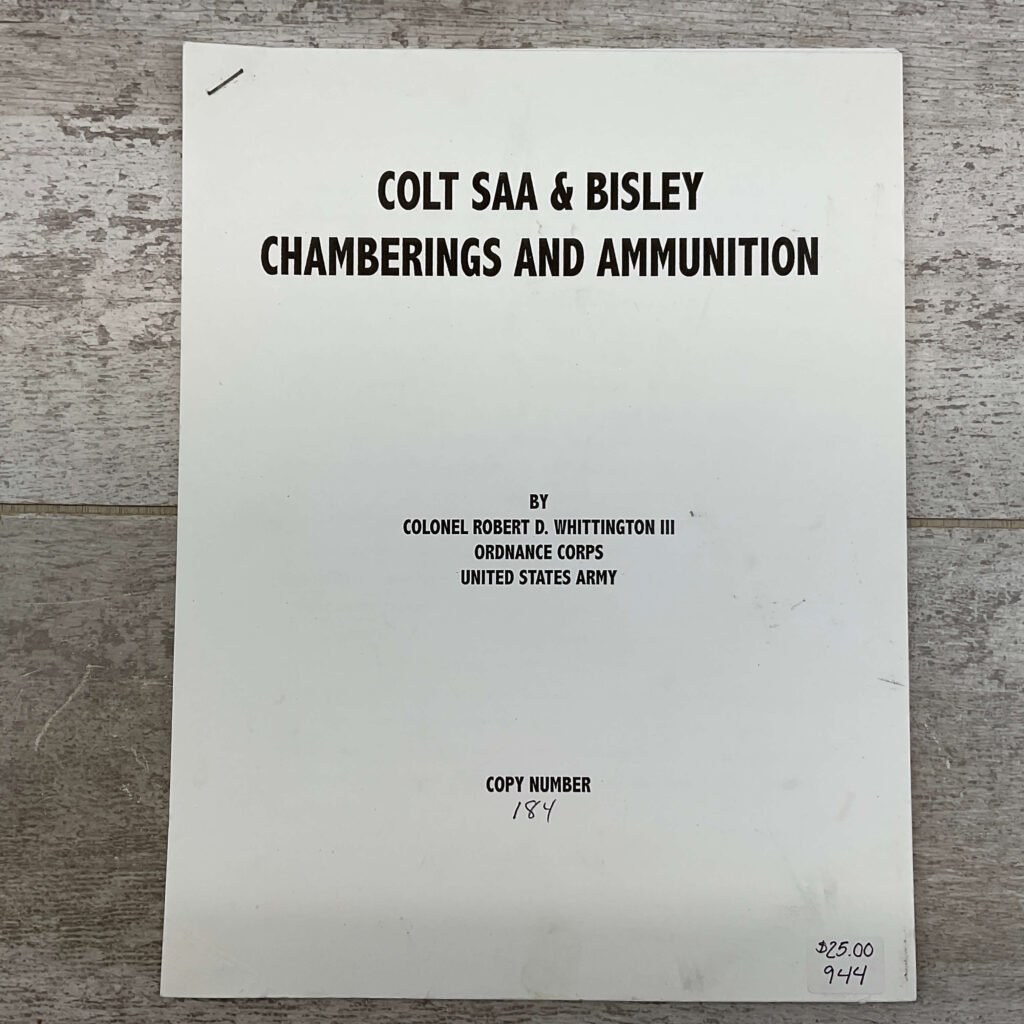 COLT SAA & BISLEY
CHAMBERINGS AND AMMUNITION
BY
COLONEL ROBERT D. WHITTINGTON III
ORDNANCE CORPS
UNITED STATES ARMY
COPY NUMBER
184
$25.00
944